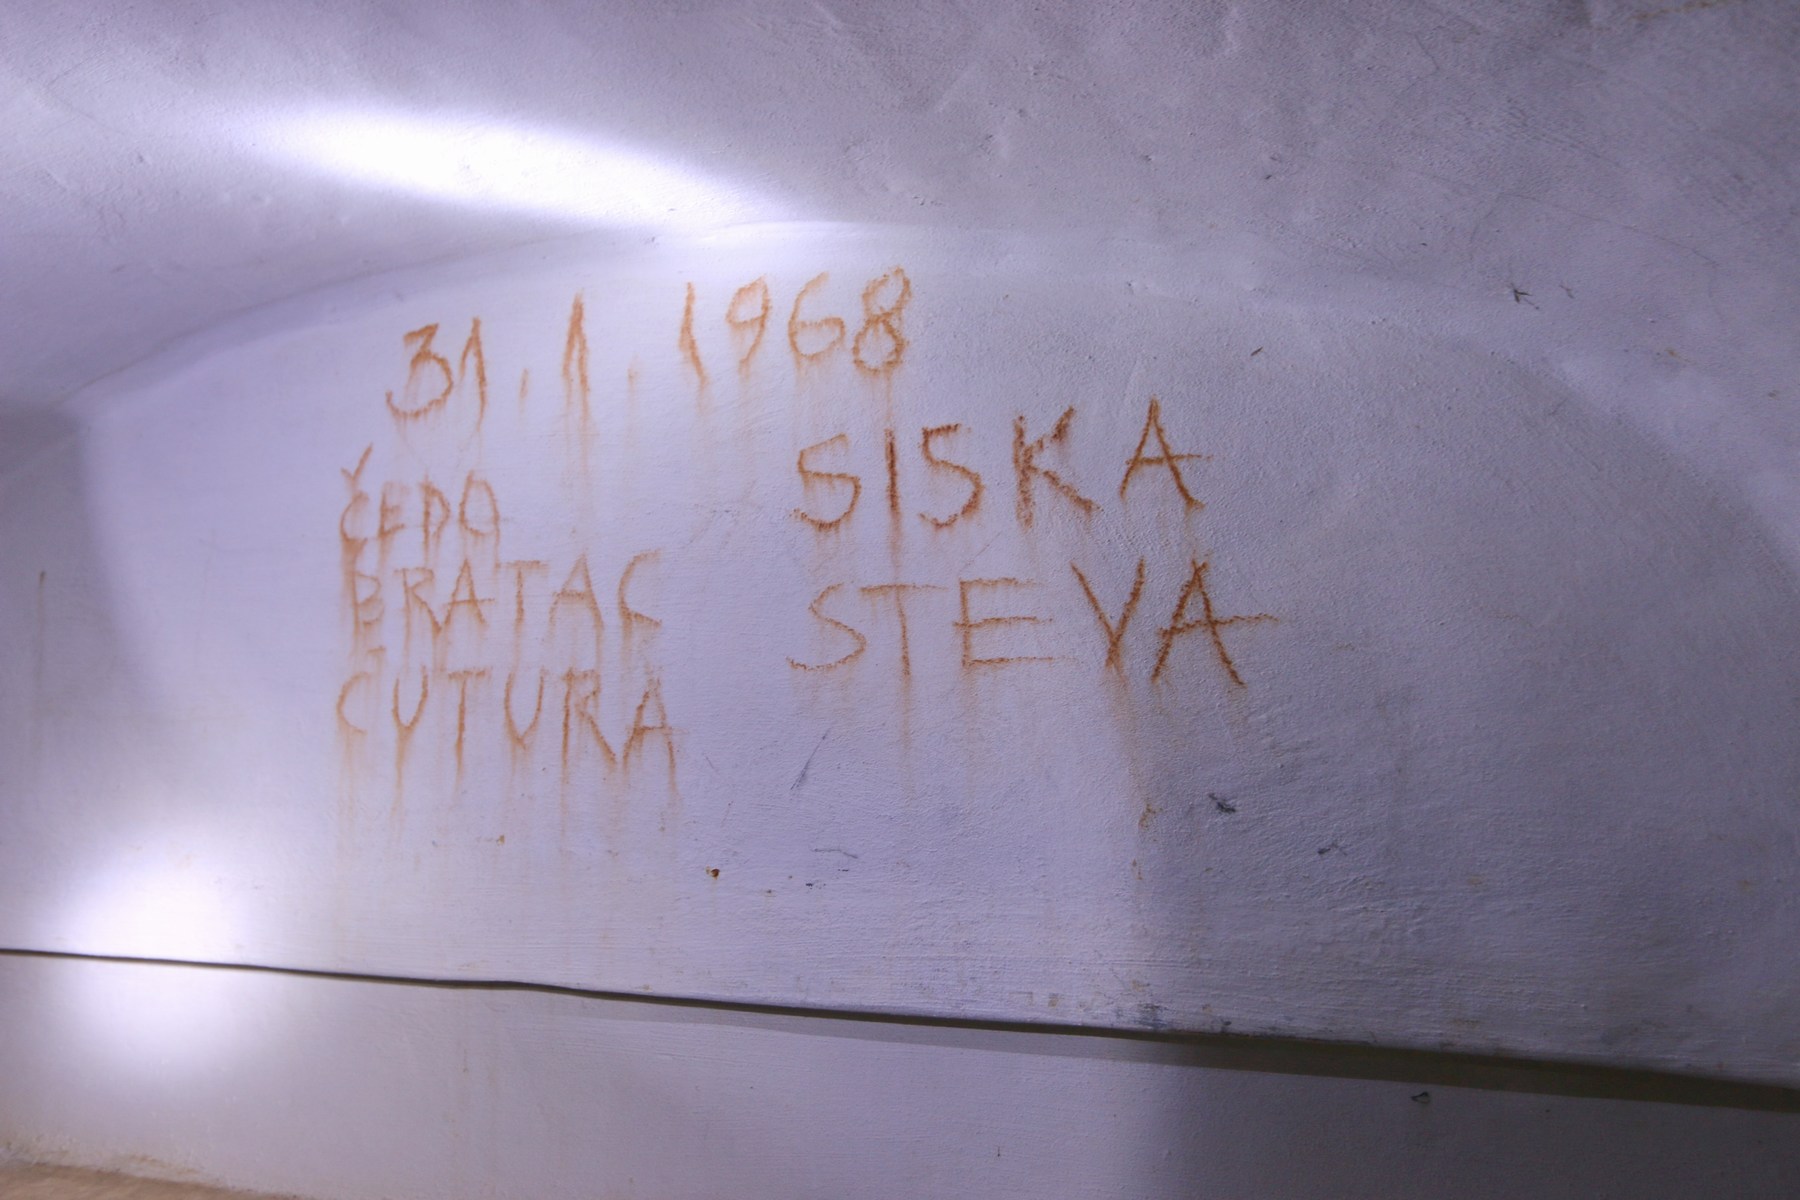 31.1.1968
ČEDO
BRATAC
CUTURA
SISKA
STEVA